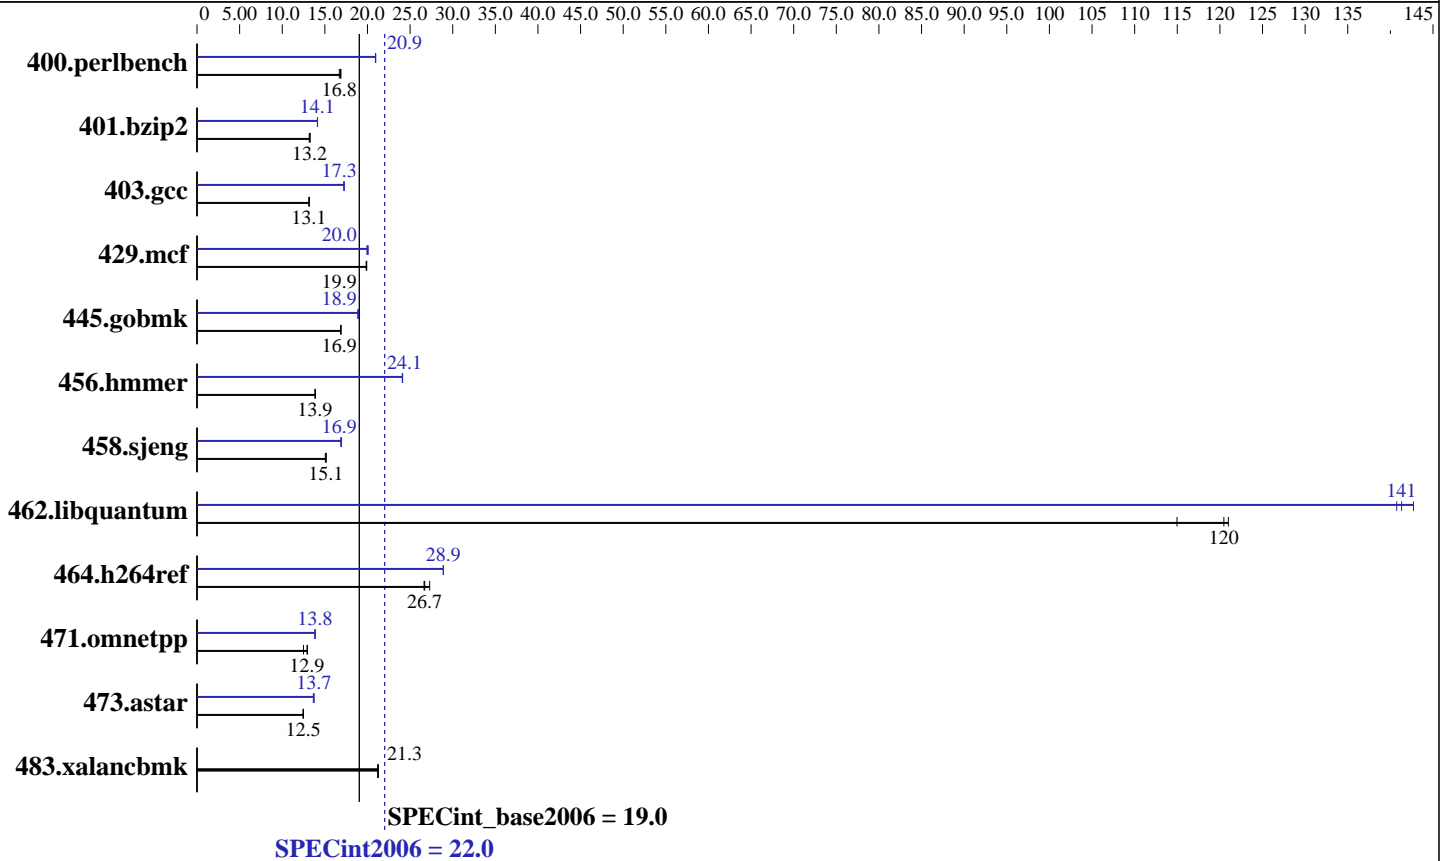 0 5.00 10.0 15.0 20.0 25.0 30.0 35.0 40.0 45.0 50.0 55.0 60.0 65.0 70.0 75.0 80.0 85.0 90.0 95.0 100 105 110 115 120 125 130 135 145
20.9
400.perlbench
16.8
14.1
401.bzip2
13.2
17.3
403.gcc
13.1
20.0
429.mcf
19.9
18.9
445.gobmk
16.9
24.1
456.hmmer
13.9
16.9
458.sjeng
15.1
141
462.libquantum
120
28.9
464.h264ref
26.7
13.8
471.omnetpp
12.9
13.7
473.astar
12.5
21.3
483.xalancbmk
SPECint_base2006 = 19.0
SPECint2006 = 22.0